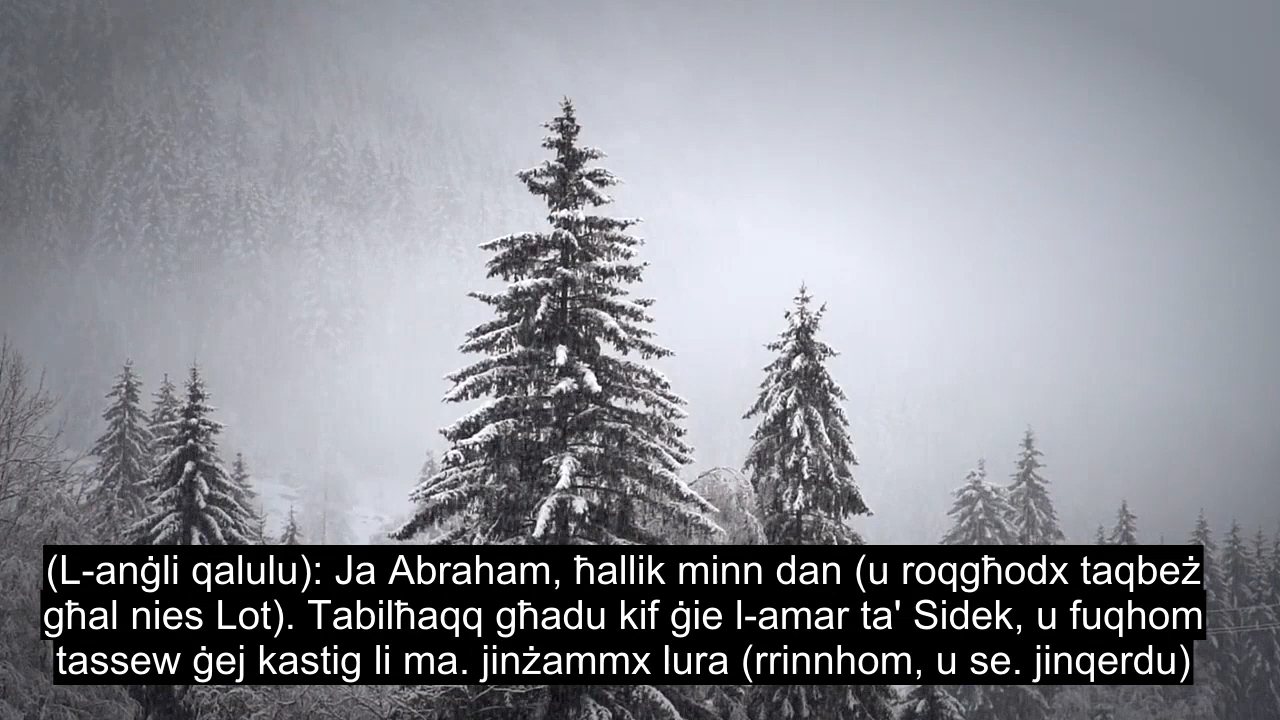 (L-anġli qalulu): Ja Abraham, ħallik minn dan (u roqgħodx taqbeż
għal nies Lot). Tabilħaqq għadu kif ġie l-amar ta' Sidek, u fuqhom
tassew ġej kastig li ma. jinżammx lura (rrinnhom, u se. jinqerdu)